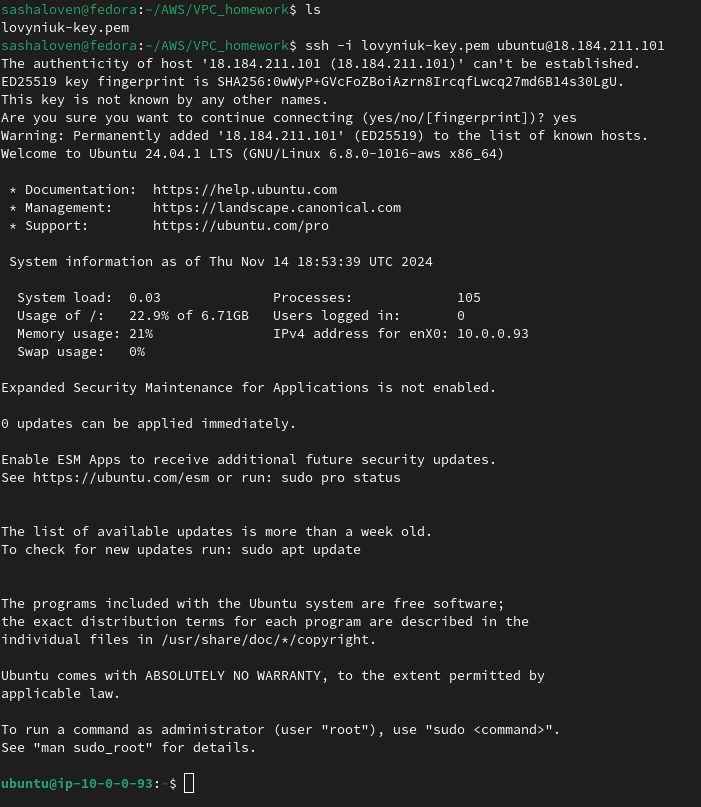 sashaloven@fedora:~/AWS/VPC_homework$ ls
lovyniuk-key.pem
sashaloven@fedora:~/AWS/VPC_homework$ ssh -i lovyniuk-key.pem ubuntu@18.184.211.101
The authenticity of host '18.184.211.101 (18.184.211.101)' can't be established.
ED25519 key fingerprint is SHA256:0wWyP+GVcFoZBoiAzrn8IrcqfLwcq27md6B14s30LgU.
This key is not known by any other names.
Are you sure you want to continue connecting (yes/no/[fingerprint])? yes
Warning: Permanently added '18.184.211.101' (ED25519) to the list of known hosts.
Welcome to Ubuntu 24.04.1 LTS (GNU/Linux 6.8.0-1016-aws x86_64)

 * Documentation:  https://help.ubuntu.com
 * Management:     https://landscape.canonical.com
 * Support:        https://ubuntu.com/pro

 System information as of Thu Nov 14 18:53:39 UTC 2024

  System load:  0.03              Processes:             105
  Usage of /:   22.9% of 6.71GB   Users logged in:       0
  Memory usage: 21%               IPv4 address for enX0: 10.0.0.93
  Swap usage:   0%

Expanded Security Maintenance for Applications is not enabled.

0 updates can be applied immediately.

Enable ESM Apps to receive additional future security updates.
See https://ubuntu.com/esm or run: sudo pro status


The list of available updates is more than a week old.
To check for new updates run: sudo apt update


The programs included with the Ubuntu system are free software;
the exact distribution terms for each program are described in the
individual files in /usr/share/doc/*/copyright.

Ubuntu comes with ABSOLUTELY NO WARRANTY, to the extent permitted by
applicable law.

To run a command as administrator (user "root"), use "sudo <command>".
See "man sudo_root" for details.

ubuntu@ip-10-0-0-93:~$